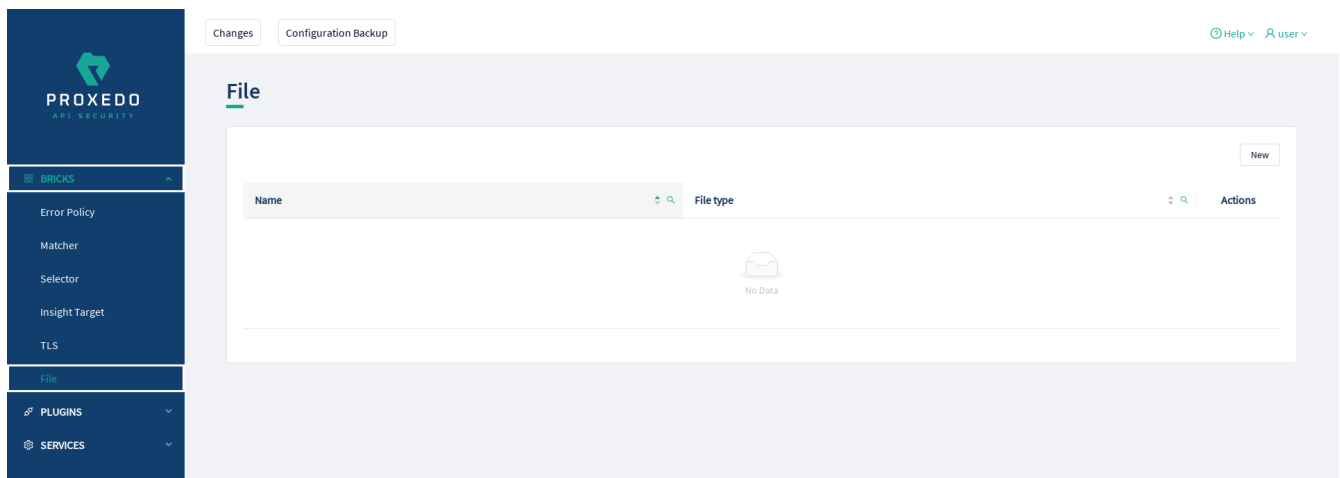 Changes Configuration Backup Help user
PROXEDO
API SECURITY
BRICKS
Error Policy
Matcher
Selector
Insight Target
TLS
File
PLUGINS
SERVICES
File
New
Name File type Actions
No Data